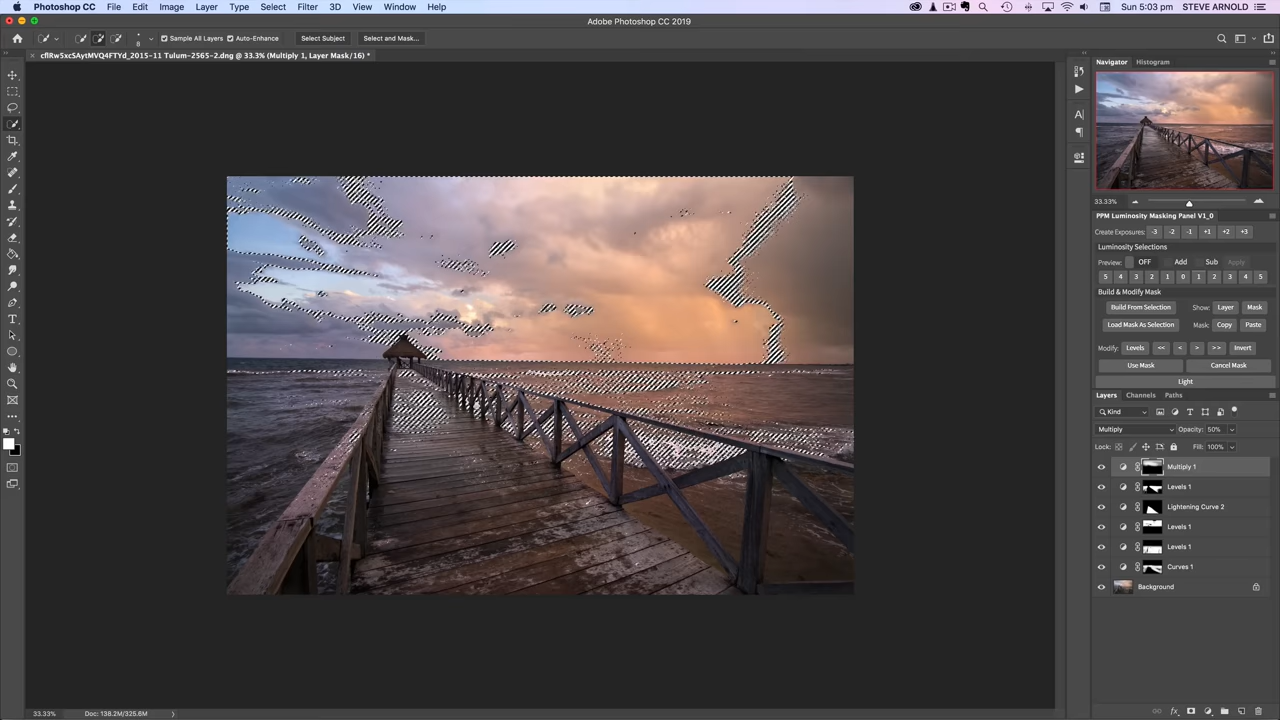 Photoshop CC File Edit Image Layer Type Select Filter 3D View Window Help Sun 5:03 pm STEVE ARNOLD
Adobe Photoshop CC 2019
8 Sample All Layers Auto-Enhance Select Subject Select and Mask...
× cflRw5xcSAytMVQ4FTYd_2015-11 Tulum-2565-2.dng @ 33.3% (Multiply 1, Layer Mask/16) *
Navigator Histogram
33.33%
PPM Luminosity Masking Panel V1_0
Create Exposures: -3 -2 -1 +1 +2 +3
Luminosity Selections
Preview: OFF Add Sub Apply
5 4 3 2 1 0 1 2 3 4 5
Build & Modify Mask
Build From Selection Show: Layer Mask
Load Mask As Selection Mask: Copy Paste
Modify: Levels << < > >> Invert
Use Mask Cancel Mask
Light
Layers Channels Paths
Kind
Multiply Opacity: 50%
Lock: Fill: 100%
Multiply 1
Levels 1
Lightening Curve 2
Levels 1
Levels 1
Curves 1
Background
33.33% Doc: 138.2M/325.6M